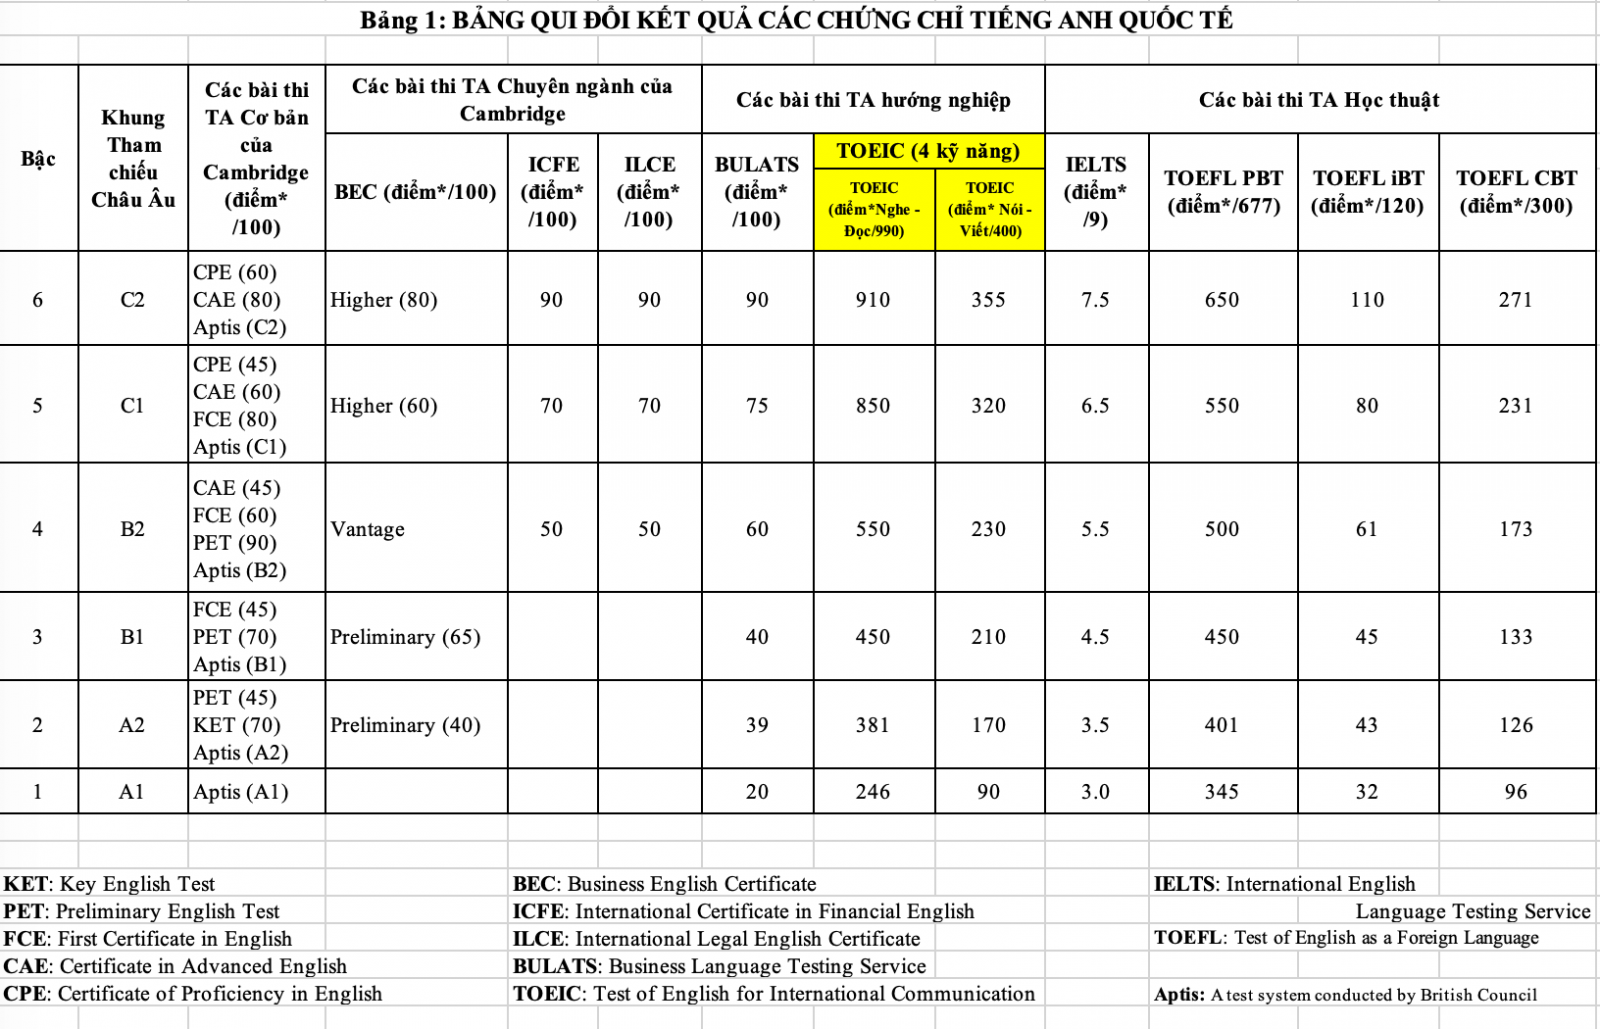 Bảng 1: BẢNG QUI ĐỔI KẾT QUẢ CÁC CHỨNG CHỈ TIẾNG ANH QUỐC TẾ
Bậc
Khung
Tham
chiếu
Châu Âu
Các bài thi
TA Cơ bản
của
Cambridge
(điểm*
/100)
Các bài thi TA Chuyên ngành của
Cambridge
Các bài thi TA hướng nghiệp
Các bài thi TA Học thuật
BEC (điểm*/100)
ICFE
(điểm*
/100)
ILCE
(điểm*
/100)
BULATS
(điểm*
/100)
TOEIC (4 kỹ năng)
TOEIC
(điểm*Nghe -
Đọc/990)
TOEIC
(điểm* Nói -
Viết/400)
IELTS
(điểm*
/9)
TOEFL PBT
(điểm*/677)
TOEFL iBT
(điểm*/120)
TOEFL CBT
(điểm*/300)
6 C2
CPE (60)
CAE (80)
Aptis (C2)
Higher (80) 90 90 90 910 355 7.5 650 110 271
5 C1
CPE (45)
CAE (60)
FCE (80)
Aptis (C1)
Higher (60) 70 70 75 850 320 6.5 550 80 231
4 B2
CAE (45)
FCE (60)
PET (90)
Aptis (B2)
Vantage 50 50 60 550 230 5.5 500 61 173
3 B1
FCE (45)
PET (70)
Aptis (B1)
Preliminary (65) 40 450 210 4.5 450 45 133
2 A2
PET (45)
KET (70)
Aptis (A2)
Preliminary (40) 39 381 170 3.5 401 43 126
1 A1 Aptis (A1) 20 246 90 3.0 345 32 96
KET: Key English Test
PET: Preliminary English Test
FCE: First Certificate in English
CAE: Certificate in Advanced English
CPE: Certificate of Proficiency in English
BEC: Business English Certificate
ICFE: International Certificate in Financial English
ILCE: International Legal English Certificate
BULATS: Business Language Testing Service
TOEIC: Test of English for International Communication
IELTS: International English
Language Testing Service
TOEFL: Test of English as a Foreign Language
Aptis: A test system conducted by British Council